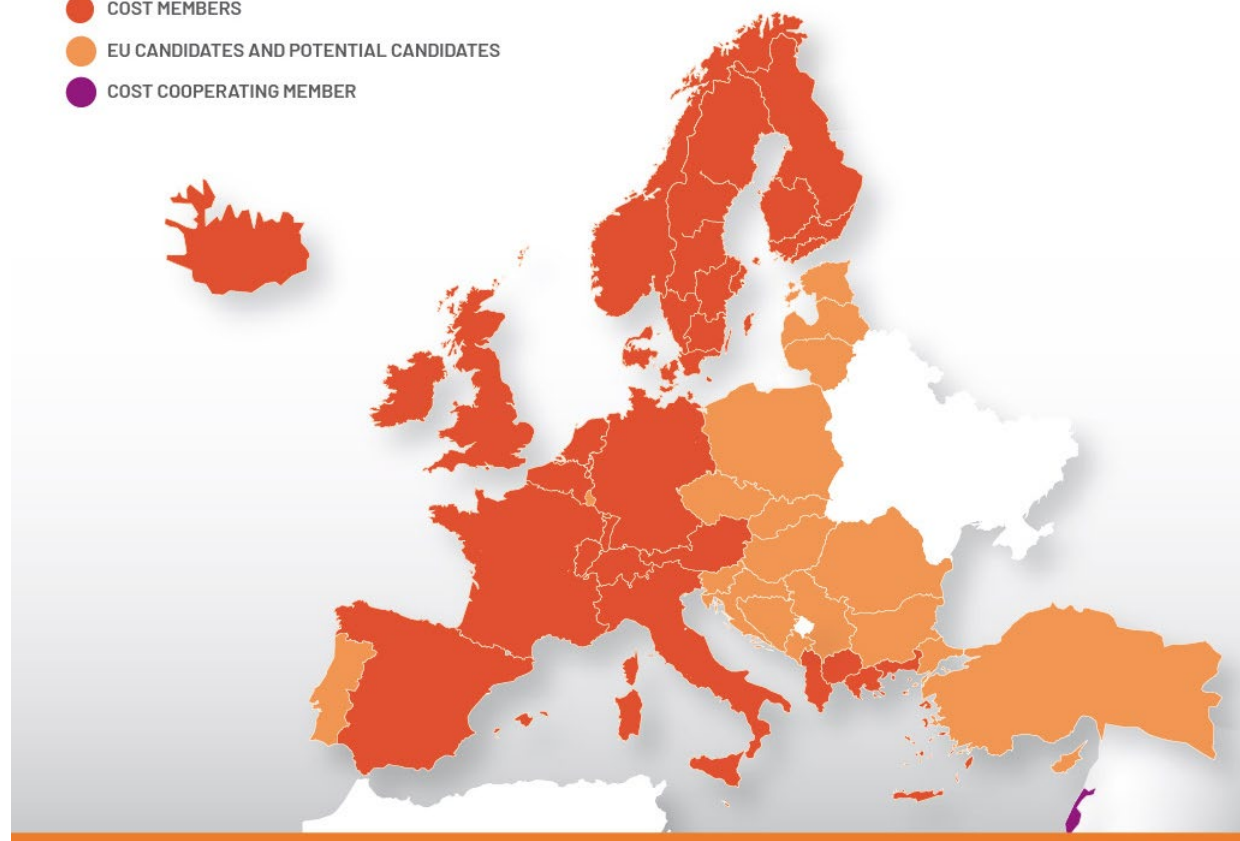 COST MEMBERS
EU CANDIDATES AND POTENTIAL CANDIDATES
COST COOPERATING MEMBER